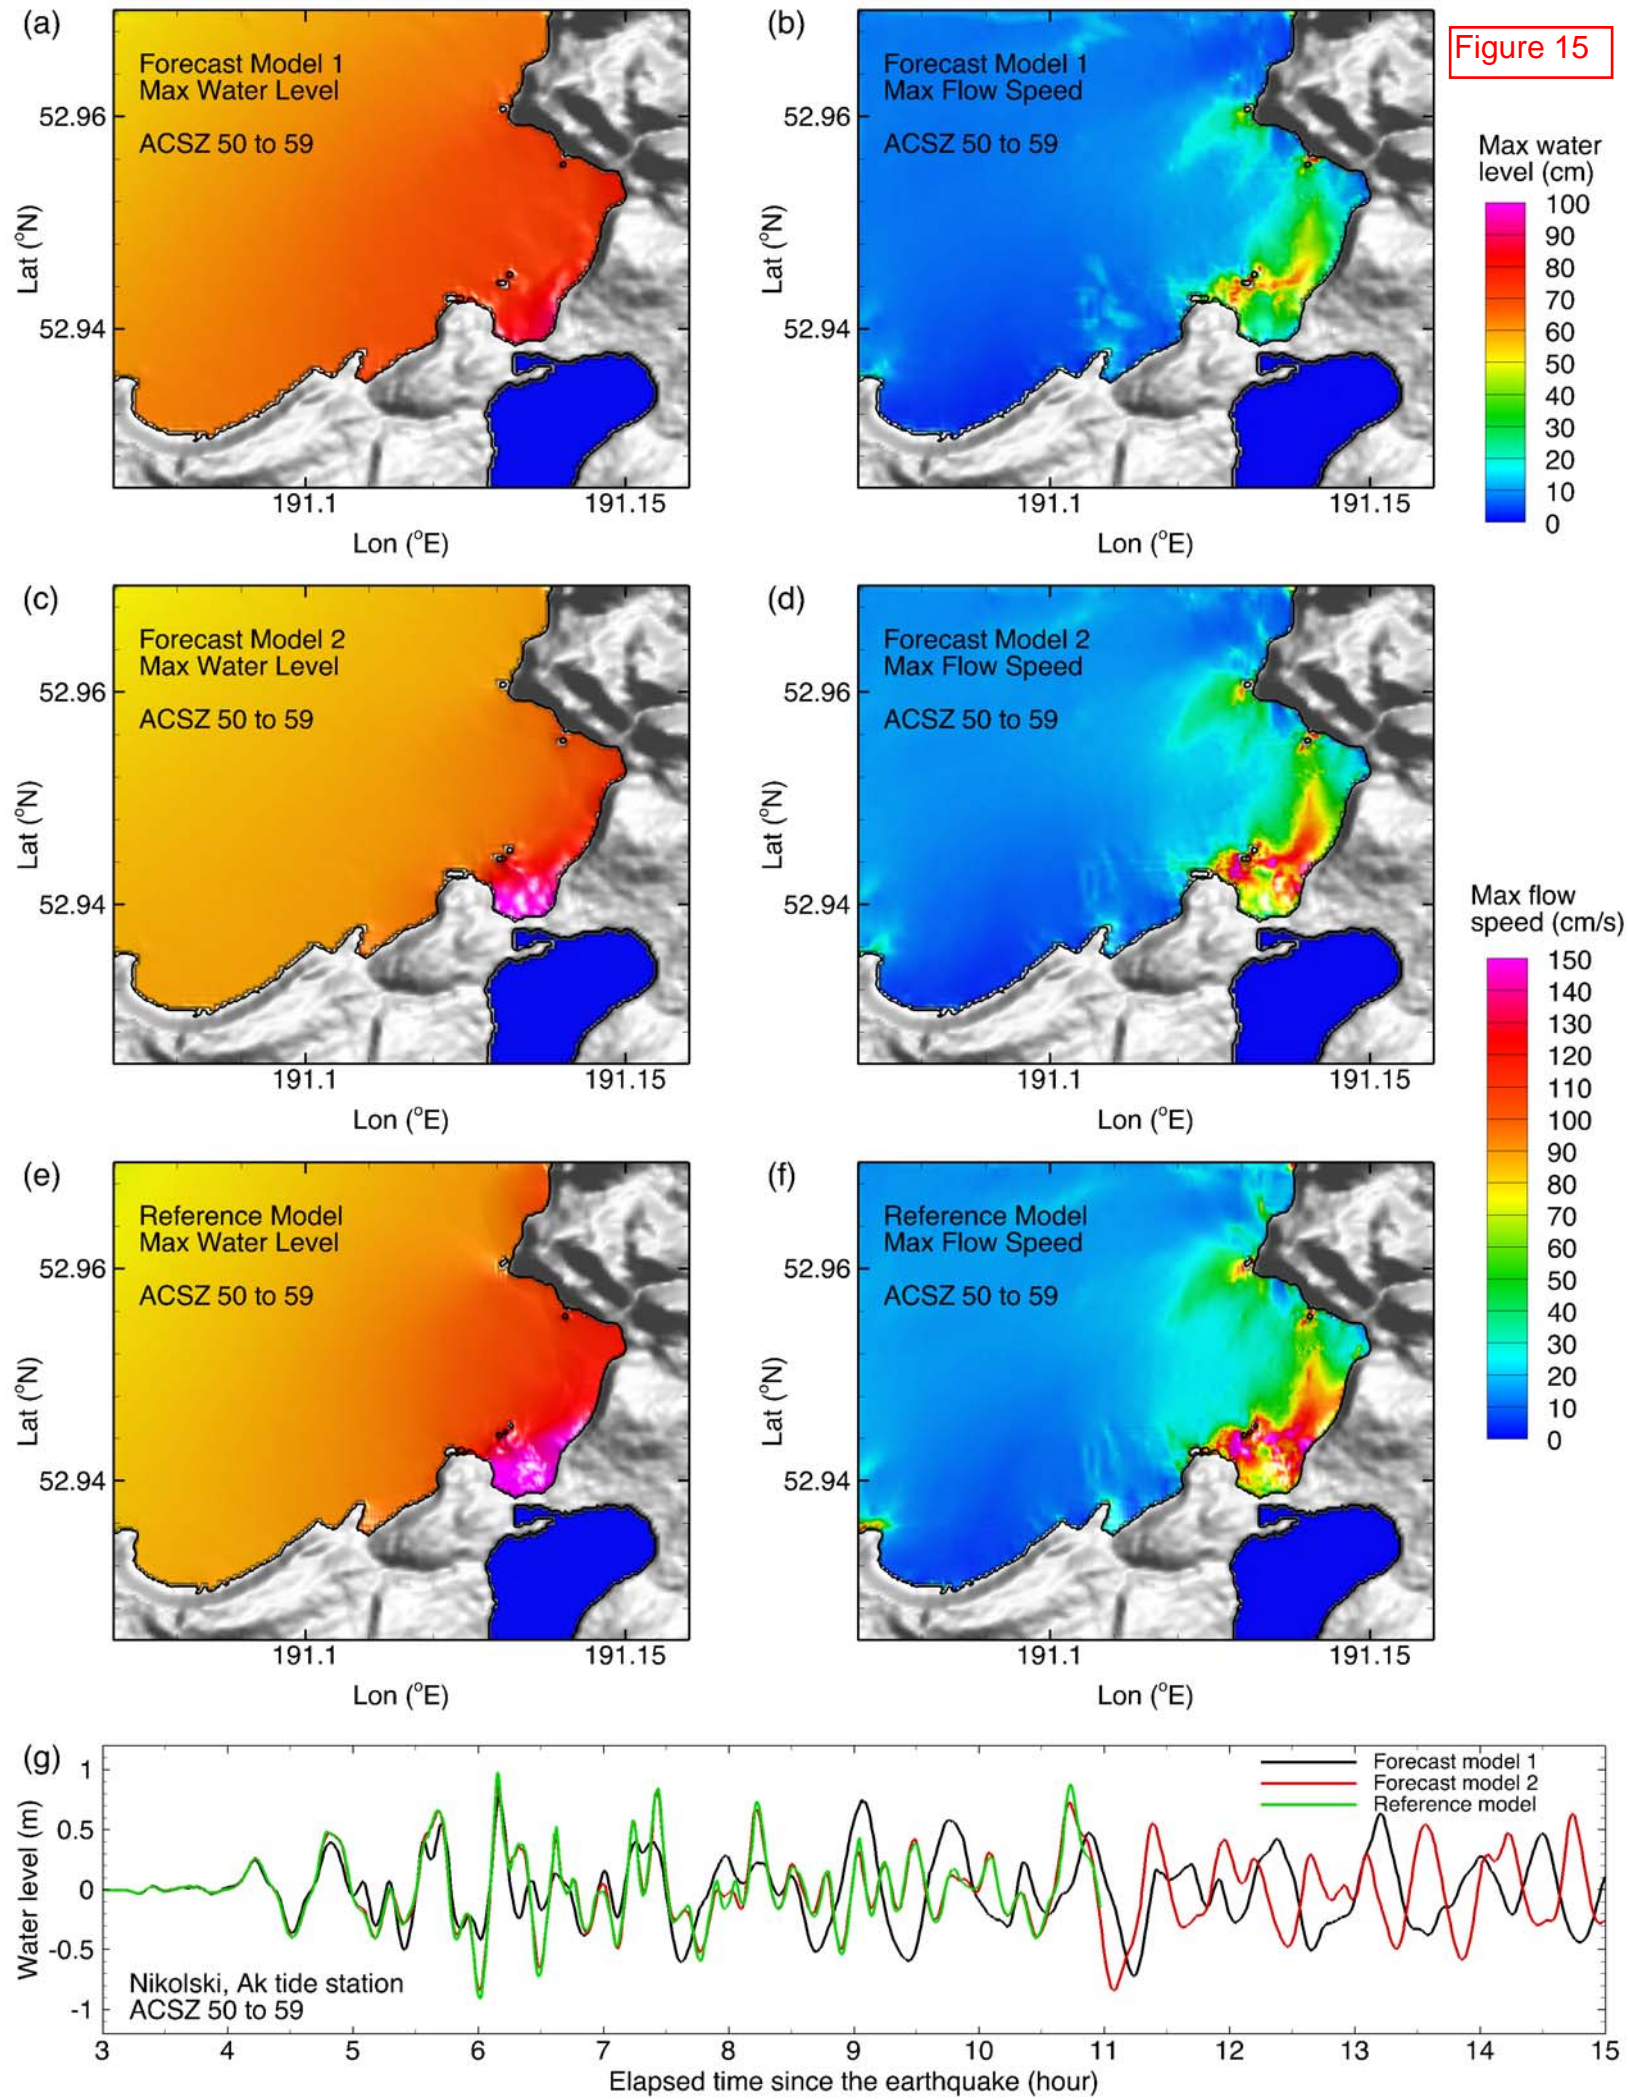 (a)
Forecast Model 1
Max Water Level
ACSZ 50 to 59
52.96
52.94
Lat (°N)
191.1
191.15
Lon (°E)
(b)
Forecast Model 1
Max Flow Speed
ACSZ 50 to 59
52.96
52.94
Lat (°N)
191.1
191.15
Lon (°E)
Figure 15
Max water
level (cm)
100
90
80
70
60
50
40
30
20
10
0
(c)
Forecast Model 2
Max Water Level
ACSZ 50 to 59
52.96
52.94
Lat (°N)
191.1
191.15
Lon (°E)
(d)
Forecast Model 2
Max Flow Speed
ACSZ 50 to 59
52.96
52.94
Lat (°N)
191.1
191.15
Lon (°E)
Max flow
speed (cm/s)
150
140
130
120
110
100
90
80
70
60
50
40
30
20
10
0
(e)
Reference Model
Max Water Level
ACSZ 50 to 59
52.96
52.94
Lat (°N)
191.1
191.15
Lon (°E)
(f)
Reference Model
Max Flow Speed
ACSZ 50 to 59
52.96
52.94
Lat (°N)
191.1
191.15
Lon (°E)
(g)
Forecast model 1
Forecast model 2
Reference model
1
0.5
0
-0.5
-1
Water level (m)
Nikolski, Ak tide station
ACSZ 50 to 59
3 4 5 6 7 8 9 10 11 12 13 14 15
Elapsed time since the earthquake (hour)